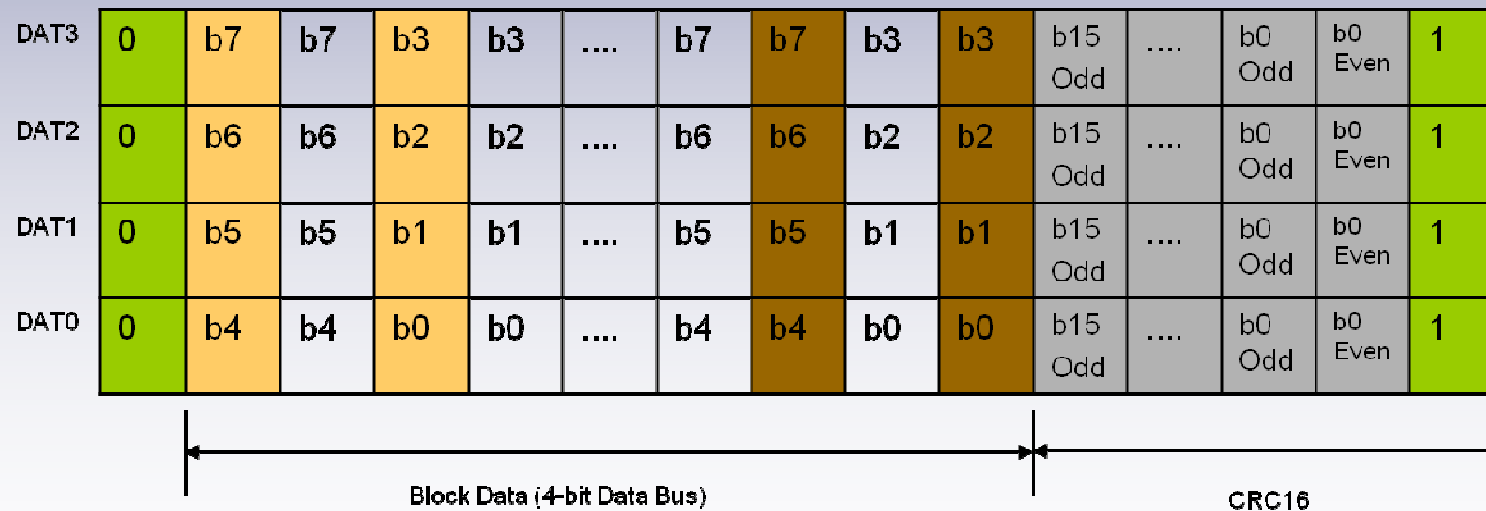 DAT3 0 b7 b7 b3 b3 .... b7 b7 b3 b3 b15 Odd .... b0 Odd b0 Even 1
DAT2 0 b6 b6 b2 b2 .... b6 b6 b2 b2 b15 Odd .... b0 Odd b0 Even 1
DAT1 0 b5 b5 b1 b1 .... b5 b5 b1 b1 b15 Odd .... b0 Odd b0 Even 1
DAT0 0 b4 b4 b0 b0 .... b4 b4 b0 b0 b15 Odd .... b0 Odd b0 Even 1
Block Data (4-bit Data Bus) CRC16